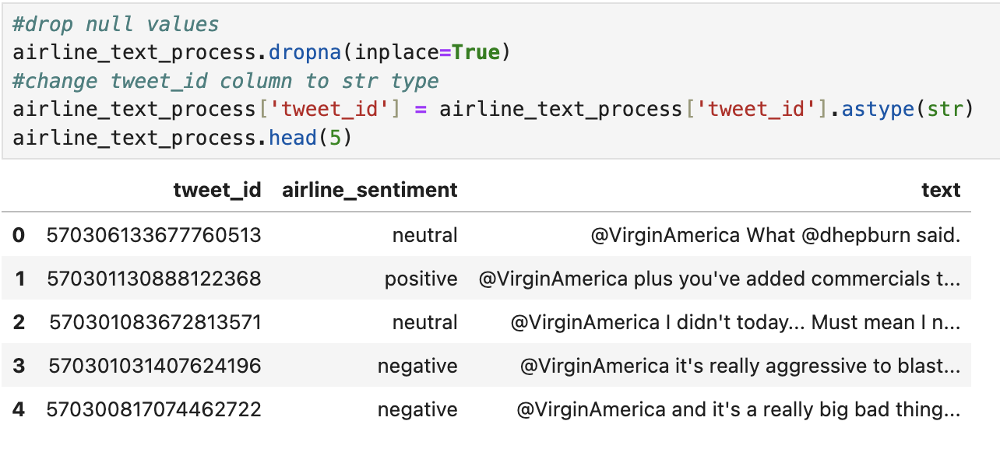 #drop null values
airline_text_process.dropna(inplace=True)
#change tweet_id column to str type
airline_text_process['tweet_id'] = airline_text_process['tweet_id'].astype(str)
airline_text_process.head(5)
tweet_id airline_sentiment text
0 570306133677760513 neutral @VirginAmerica What @dhepburn said.
1 570301130888122368 positive @VirginAmerica plus you've added commercials t...
2 570301083672813571 neutral @VirginAmerica I didn't today... Must mean I n...
3 570301031407624196 negative @VirginAmerica it's really aggressive to blast...
4 570300817074462722 negative @VirginAmerica and it's a really big bad thing...